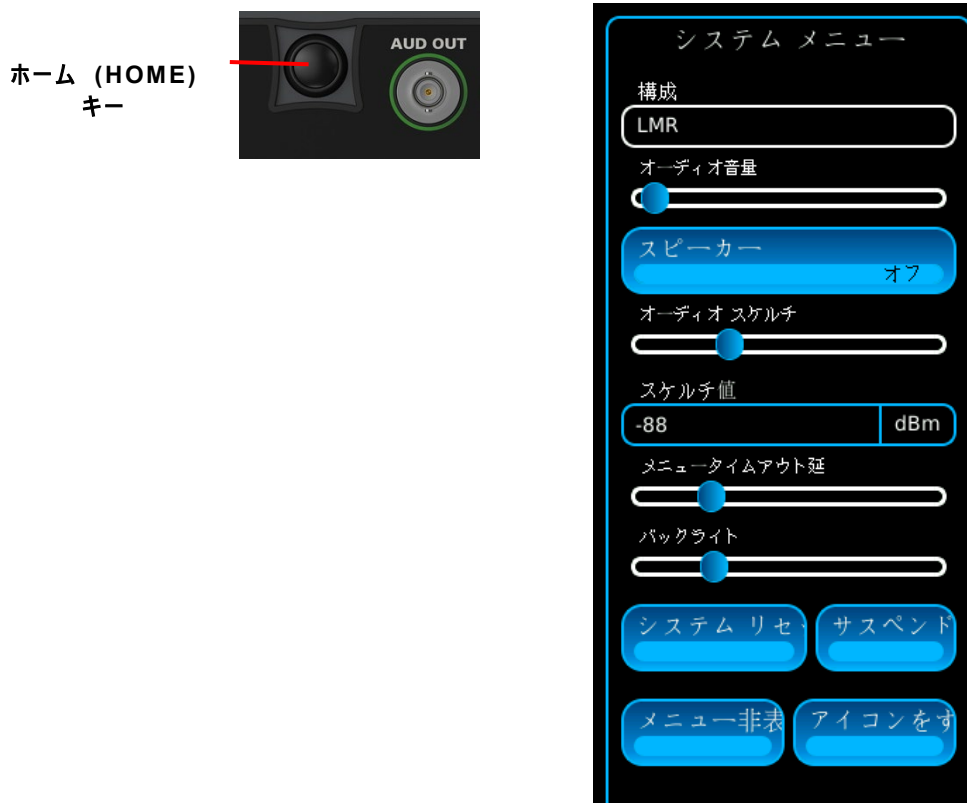 ホーム (HOME)
キー
AUD OUT
システム メニュー
構成
LMR
オーディオ音量
スピーカー
オフ
オーディオ スケルチ
スケルチ値
-88 dBm
メニュータイムアウト延
バックライト
システム リセ
サスペンド
メニュー非表
アイコンをす